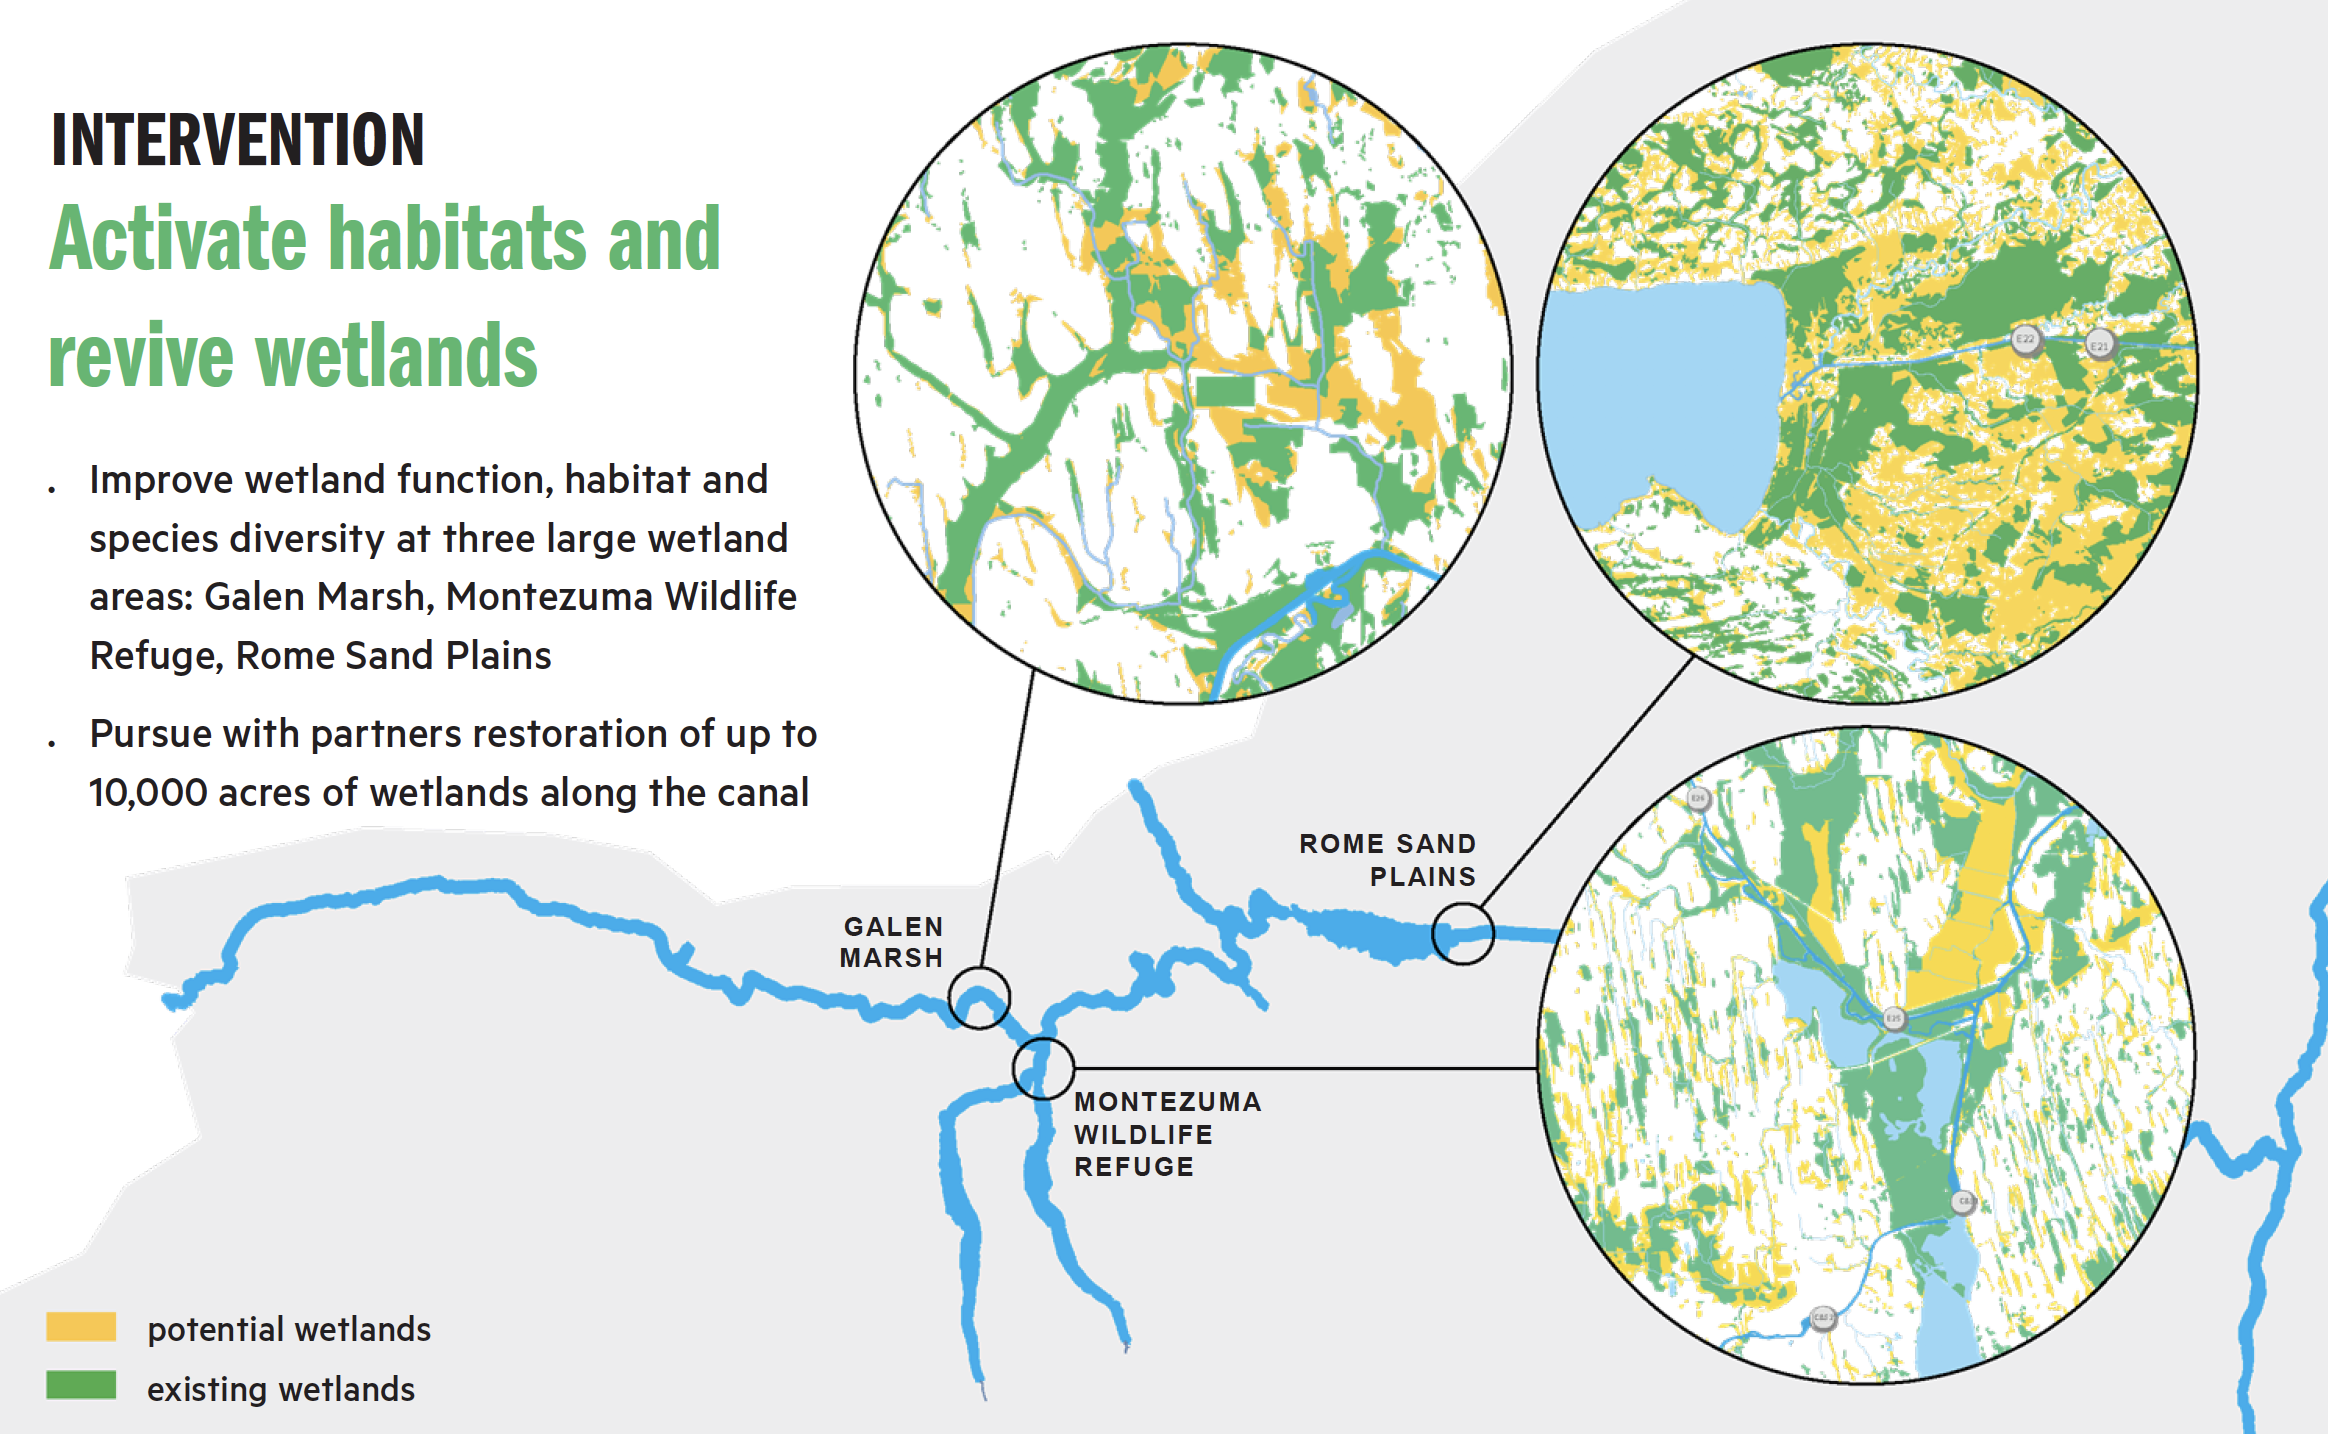 INTERVENTION
Activate habitats and
revive wetlands
. Improve wetland function, habitat and
species diversity at three large wetland
areas: Galen Marsh, Montezuma Wildlife
Refuge, Rome Sand Plains
. Pursue with partners restoration of up to
10,000 acres of wetlands along the canal
E22
E21
E26
ROME SAND
PLAINS
GALEN
MARSH
E25
MONTEZUMA
WILDLIFE
REFUGE
potential wetlands
existing wetlands